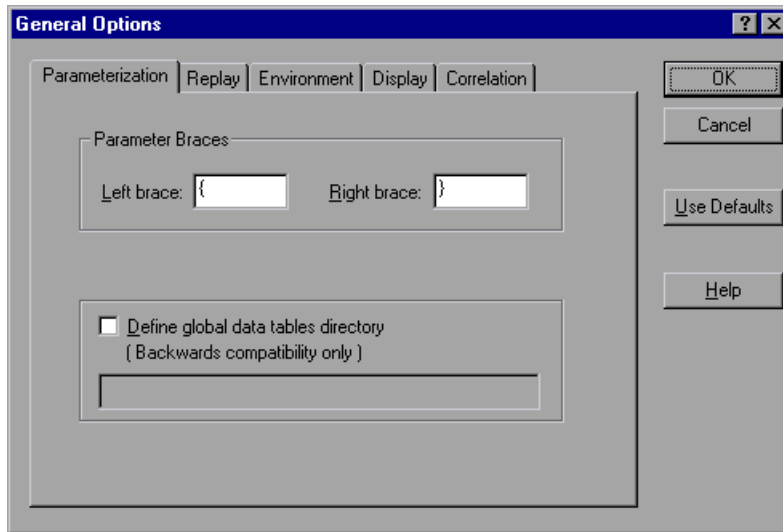 General Options
Parameterization Replay Environment Display Correlation
OK
Cancel
Use Defaults
Help
Parameter Braces
Left brace: { Right brace: }
Define global data tables directory
( Backwards compatibility only )